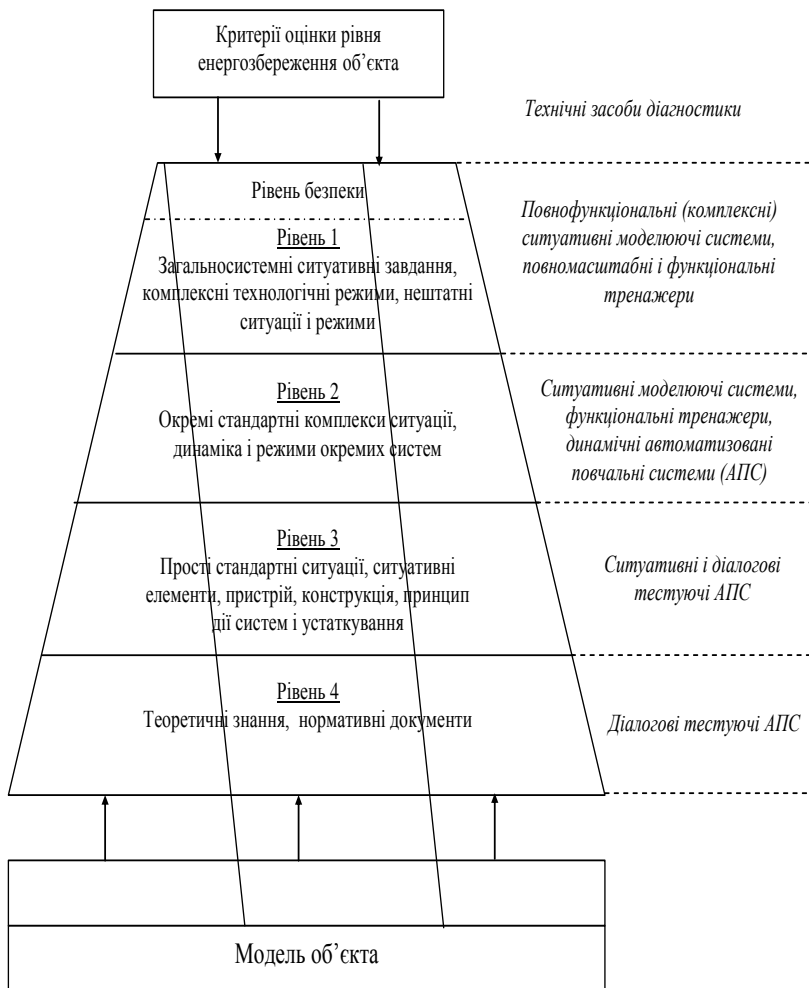 Критерії оцінки рівня
енергозбереження об’єкта
Технічні засоби діагностики
Рівень безпеки
Рівень 1
Загальносистемні ситуативні завдання,
комплексні технологічні режими, нештатні
ситуації і режими
Повнофункціональні (комплексні)
ситуативні моделюючі системи,
повномасштабні і функціональні
тренажери
Рівень 2
Окремі стандартні комплекси ситуації,
динаміка і режими окремих систем
Ситуативні моделюючі системи,
функціональні тренажери,
динамічні автоматизовані
повчальні системи (АПС)
Рівень 3
Прості стандартні ситуації, ситуативні
елементи, пристрій, конструкція, принцип
дії систем і устаткування
Ситуативні і діалогові
тестуючі АПС
Рівень 4
Теоретичні знання, нормативні документи
Діалогові тестуючі АПС
Модель об’єкта